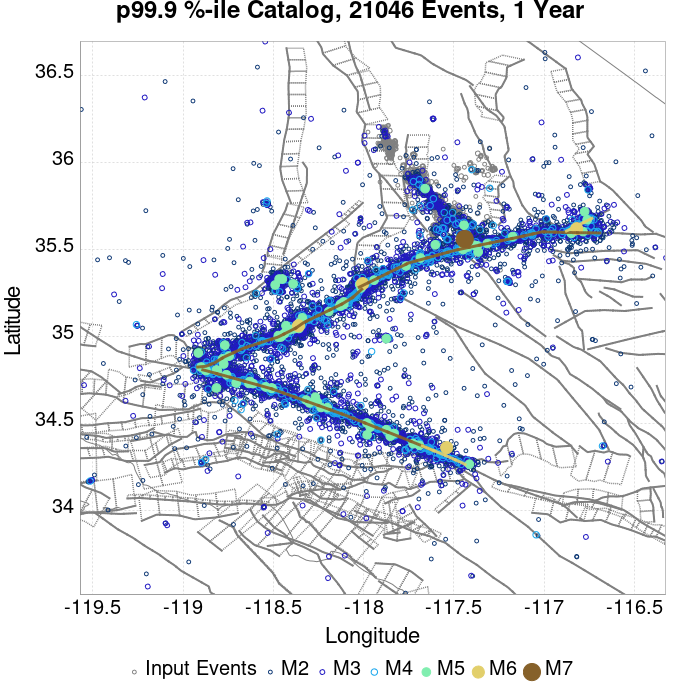 p99.9 %-ile Catalog, 21046 Events, 1 Year
36.5
36
35.5
35
34.5
34
Latitude
-119.5 -119 -118.5 -118 -117.5 -117 -116.5
Longitude
Input Events M2 M3 M4 M5 M6 M7